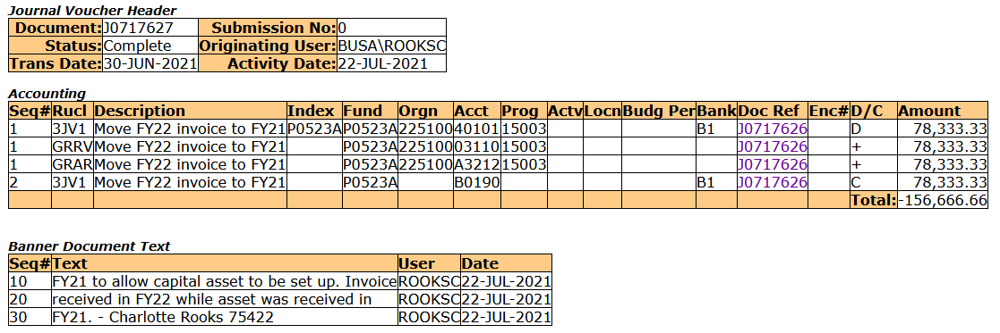 Journal Voucher Header
Document: J0717627 Submission No: 0
Status: Complete Originating User: BUSA\ROOKSC
Trans Date: 30-JUN-2021 Activity Date: 22-JUL-2021
Accounting
Seq# Rucl Description Index Fund Orgn Acct Prog Actv Locn Budg Per Bank Doc Ref Enc# D/C Amount
1 3JV1 Move FY22 invoice to FY21 P0523A P0523A 225100 40101 15003 B1 J0717626 D 78,333.33
1 GRRV Move FY22 invoice to FY21 P0523A 225100 03110 15003 J0717626 + 78,333.33
1 GRAR Move FY22 invoice to FY21 P0523A 225100 A3212 15003 J0717626 + 78,333.33
2 3JV1 Move FY22 invoice to FY21 P0523A B0190 B1 J0717626 C 78,333.33
Total: -156,666.66
Banner Document Text
Seq# Text User Date
10 FY21 to allow capital asset to be set up. Invoice ROOKSC 22-JUL-2021
20 received in FY22 while asset was received in ROOKSC 22-JUL-2021
30 FY21. - Charlotte Rooks 75422 ROOKSC 22-JUL-2021